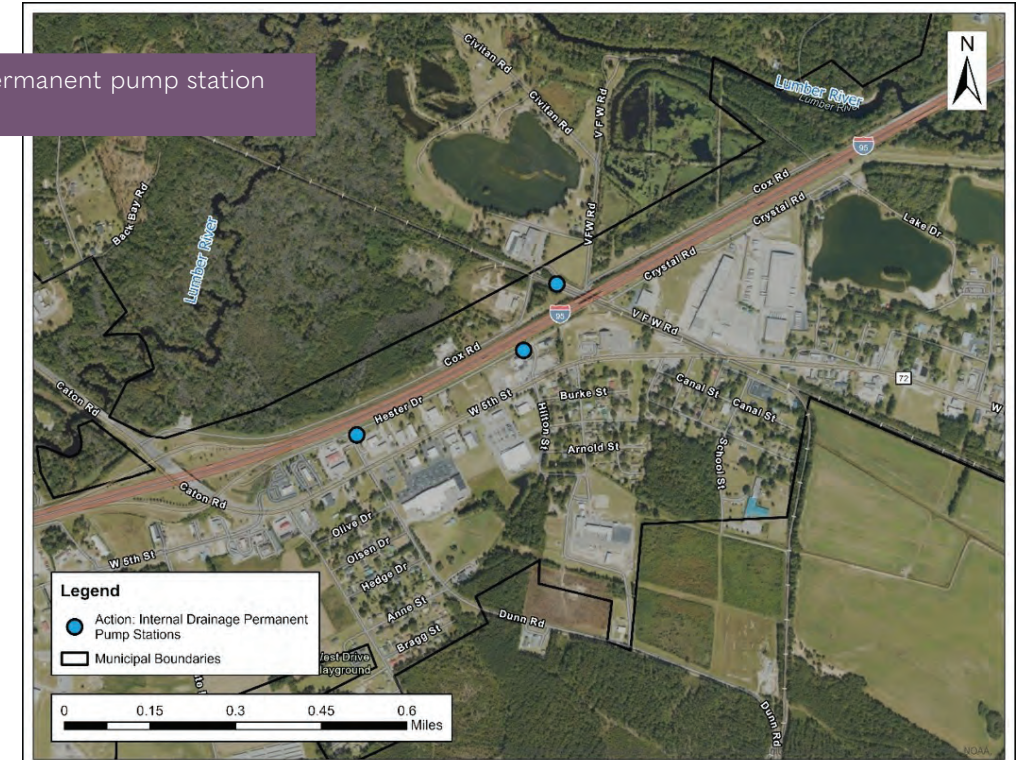 ermanent pump station
N
Civitan Rd
Civitan Rd
V F W Rd
VFW Rd
Lumber River
Lumber River
95
Cox Rd
Crystal Rd
Crystal Rd
Lake Dr
Back Bay Rd
Lumber River
95
V F W Rd
Cox Rd
Hester Dr
W 5th St
Burke St
Hilton St
Arnold St
Canal St
Canal St
School St
72
W
Caton Rd
Caton Rd
W 5th St
Olive Dr
Olsen Dr
Hedge Dr
Anne St
Bragg St
Dunn Rd
Dunn Rd
Legend
Action: Internal Drainage Permanent
Pump Stations
Municipal Boundaries
West Drive
Playground
0 0.15 0.3 0.45 0.6
Miles
NOAA